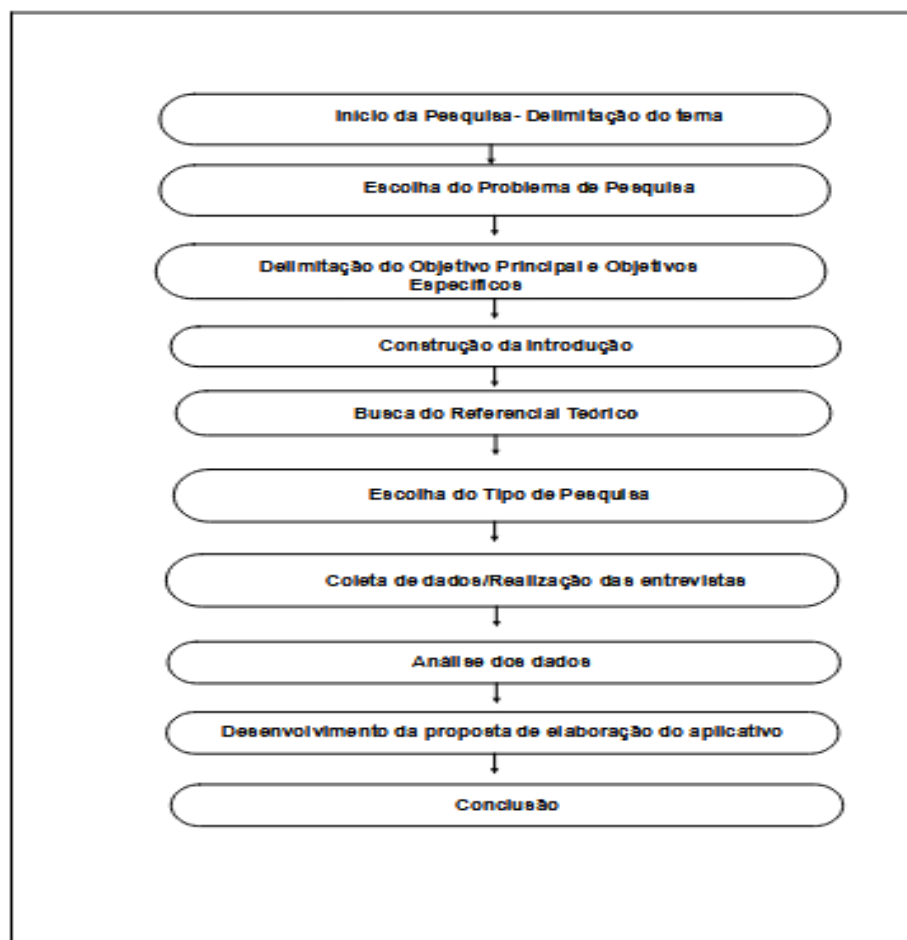 Início da Pesquisa- Delimitação do tema
Escolha do Problema de Pesquisa
Delimitação do Objetivo Principal e Objetivos
Específicos
Construção da Introdução
Busca do Referencial Teórico
Escolha do Tipo de Pesquisa
Coleta de dados/Realização das entrevistas
Análise dos dados
Desenvolvimento da proposta de elaboração do aplicativo
Conclusão